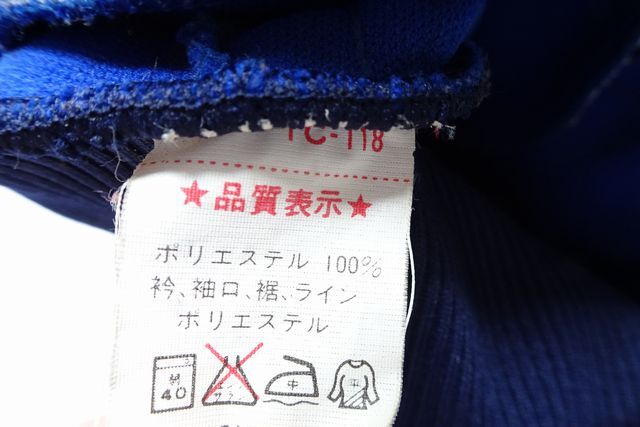 TC-118
★品質表示★
ポリエステル 100%
衿、袖口、裾、ライン
ポリエステル
40
中